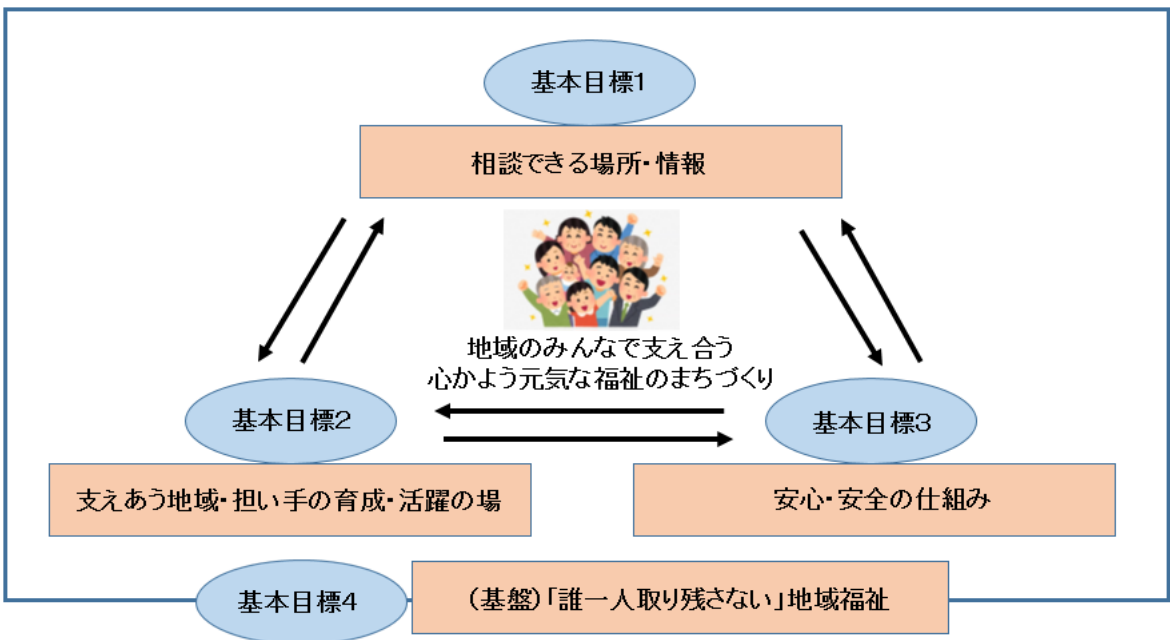 基本目標1
相談できる場所・情報
地域のみんなで支え合う
心かよう元気な福祉のまちづくり
基本目標2
支えあう地域・担い手の育成・活躍の場
基本目標3
安心・安全の仕組み
基本目標4
(基盤)「誰一人取り残さない」地域福祉